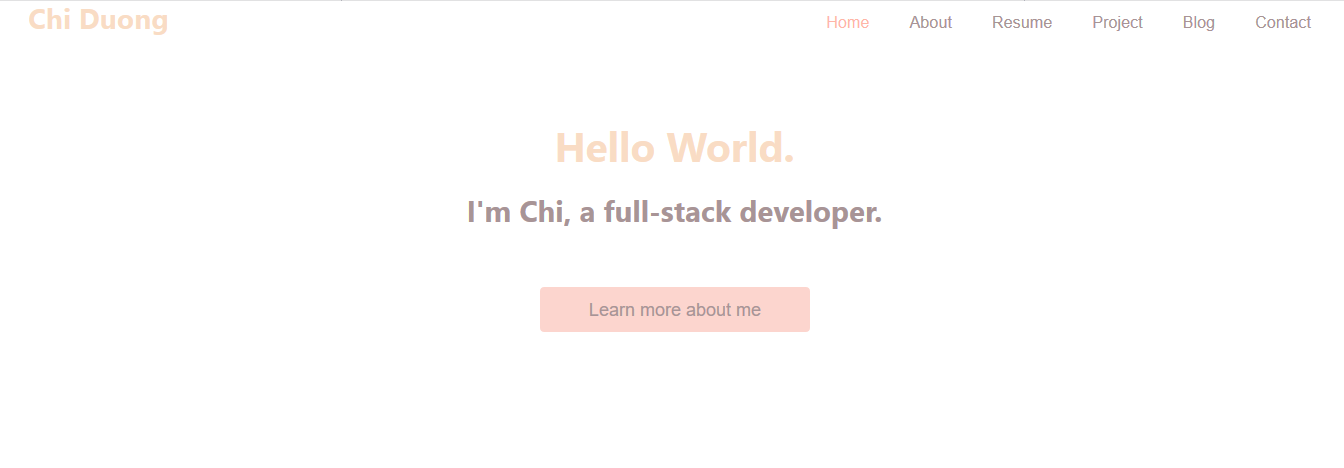 Chi Duong
Home About Resume Project Blog Contact
Hello World.
I'm Chi, a full-stack developer.
Learn more about me